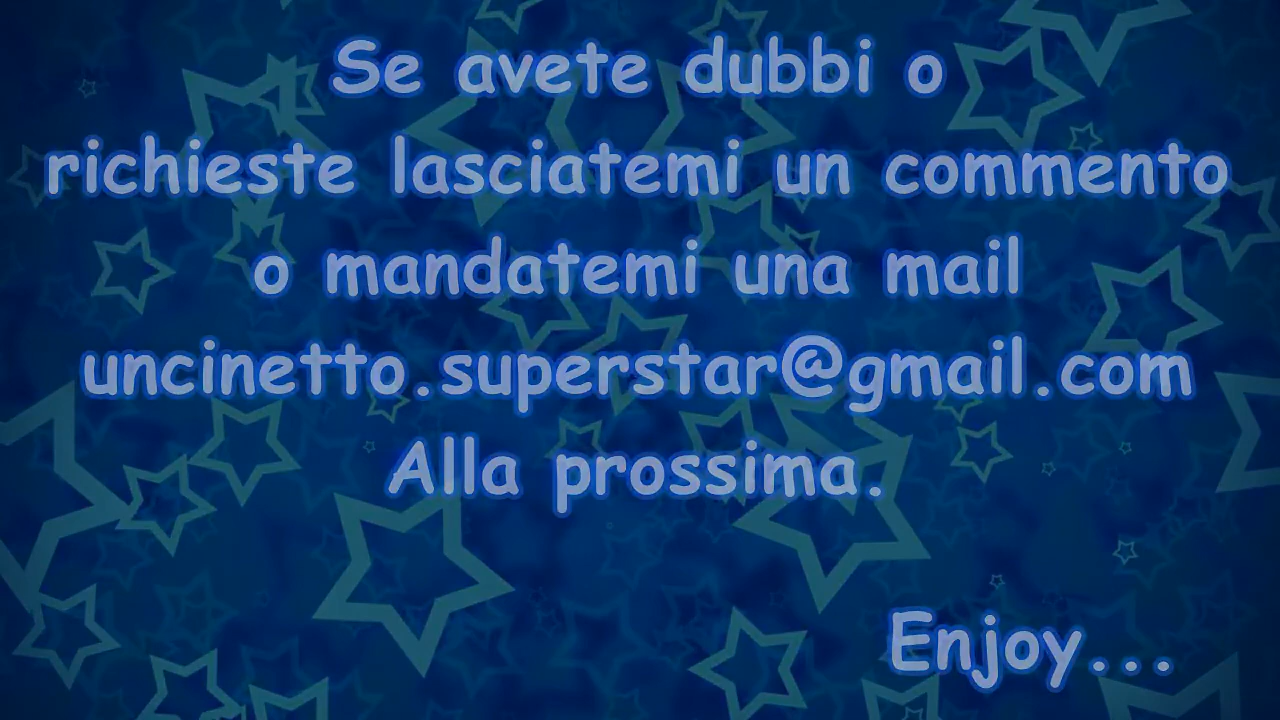 Se avete dubbi o
richieste lasciatemi un commento
o mandatemi una mail
uncinetto.superstar@gmail.com
Alla prossima.
Enjoy...